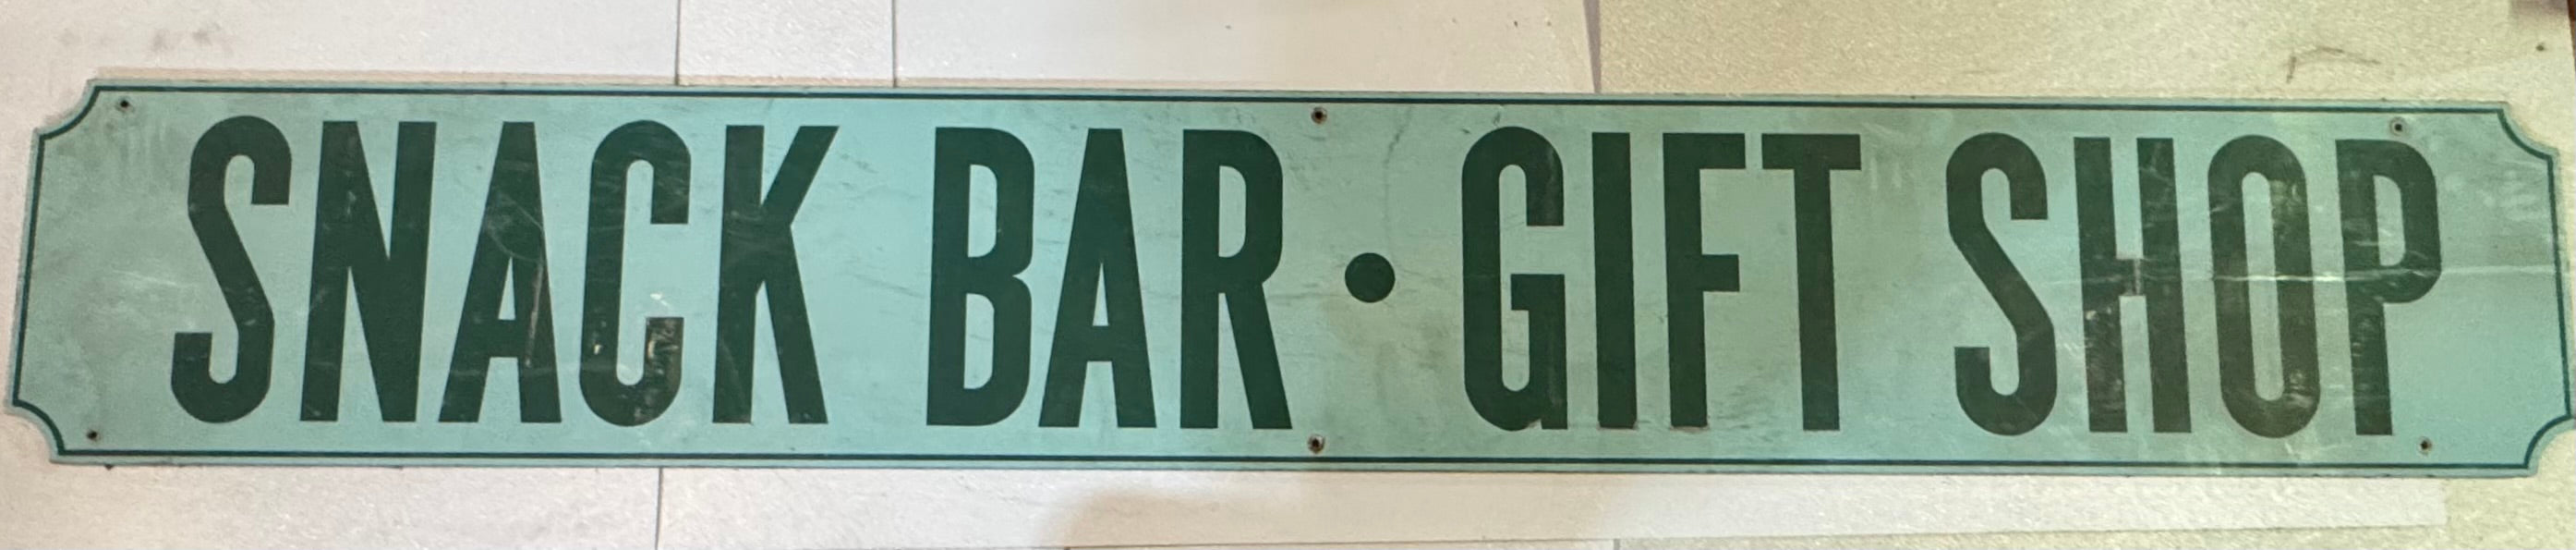 SNACK BAR • GIFT SHOP